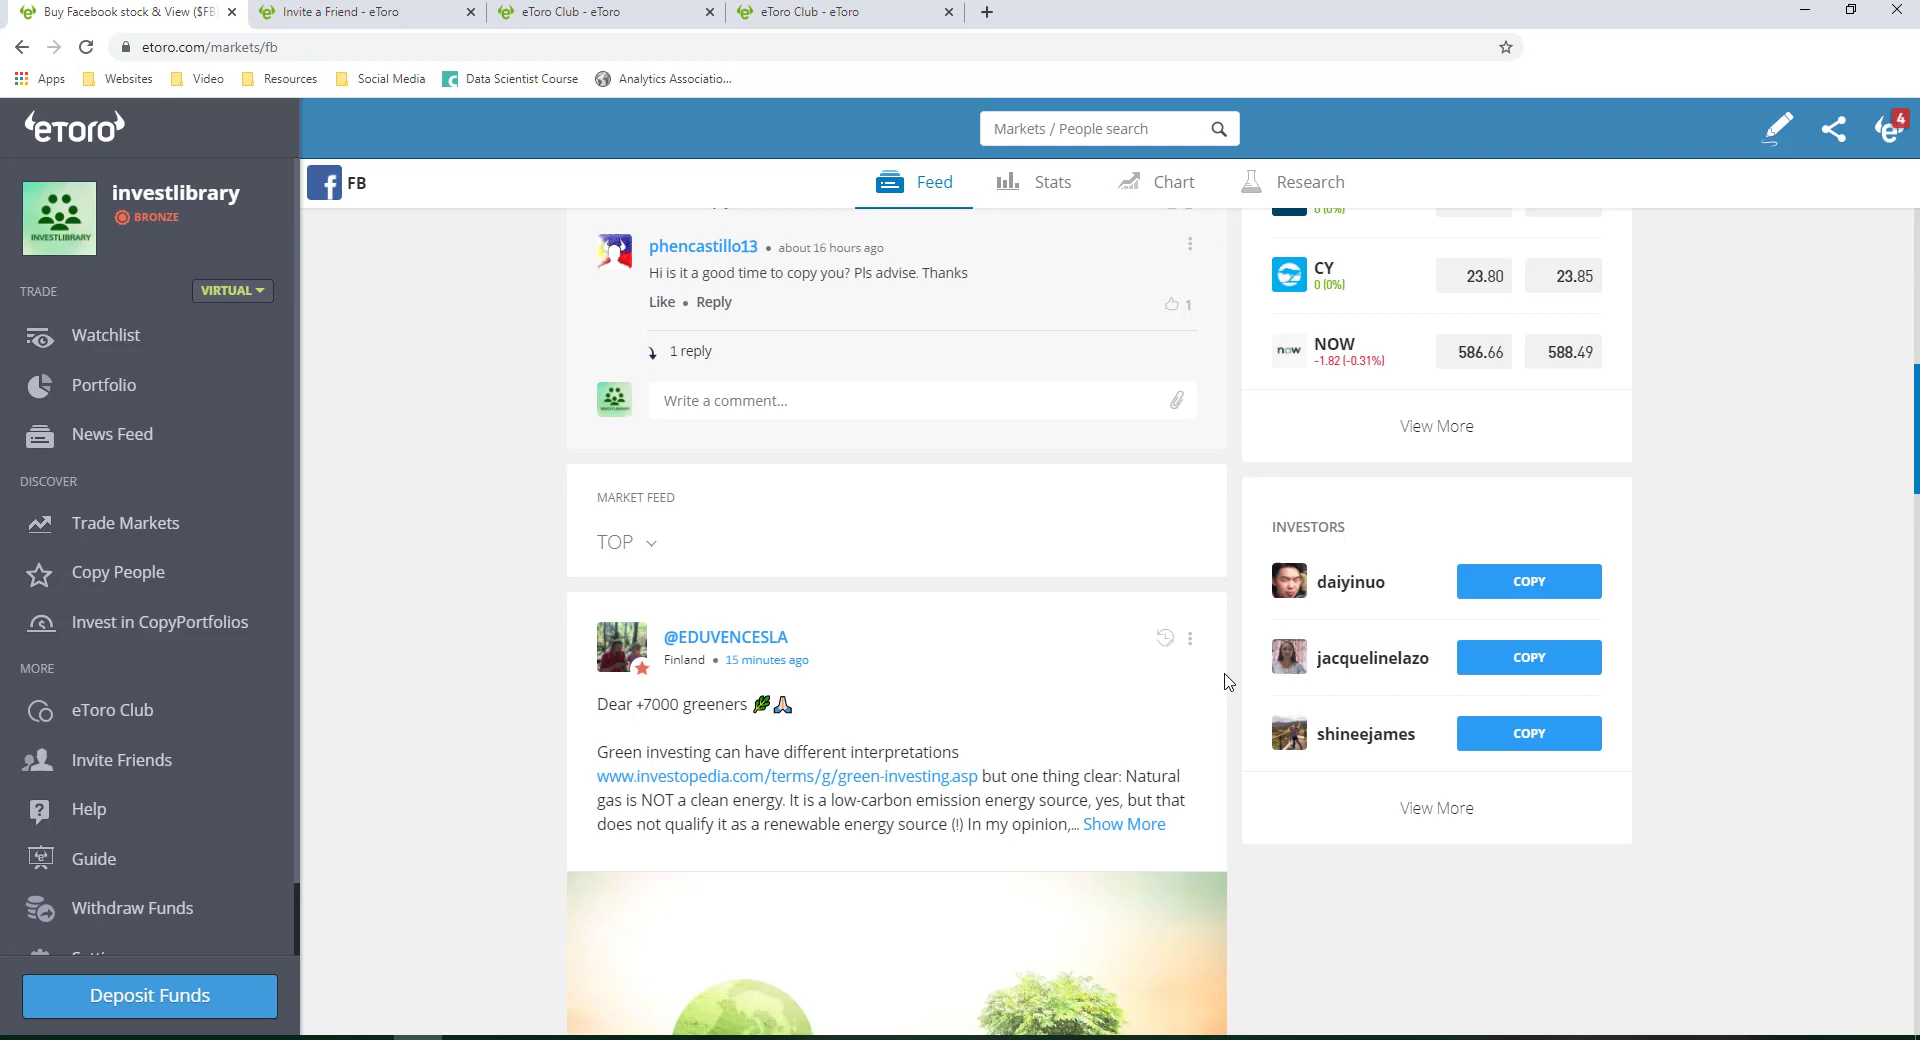 Buy Facebook stock & View ($FB
Invite a Friend - eToro
eToro Club - eToro
eToro Club - eToro
etoro.com/markets/fb
Apps
Websites
Video
Resources
Social Media
Data Scientist Course
Analytics Associatio...
eToro
Markets / People search
4
FB
Feed
Stats
Chart
Research
investlibrary
BRONZE
INVESTLIBRARY
TRADE
VIRTUAL
Watchlist
Portfolio
News Feed
DISCOVER
Trade Markets
Copy People
Invest in CopyPortfolios
MORE
eToro Club
Invite Friends
Help
Guide
Withdraw Funds
Deposit Funds
phencastillo13 • about 16 hours ago
Hi is it a good time to copy you? Pls advise. Thanks
Like • Reply
1
1 reply
Write a comment...
MARKET FEED
TOP
@EDUVENCESLA
Finland • 15 minutes ago
Dear +7000 greeners
Green investing can have different interpretations
www.investopedia.com/terms/g/green-investing.asp but one thing clear: Natural
gas is NOT a clean energy. It is a low-carbon emission energy source, yes, but that
does not qualify it as a renewable energy source (!) In my opinion,... Show More
0 (0%)
CY
0 (0%)
23.80
23.85
now
NOW
-1.82 (-0.31%)
586.66
588.49
View More
INVESTORS
daiyinuo
COPY
jacquelinelazo
COPY
shineejames
COPY
View More